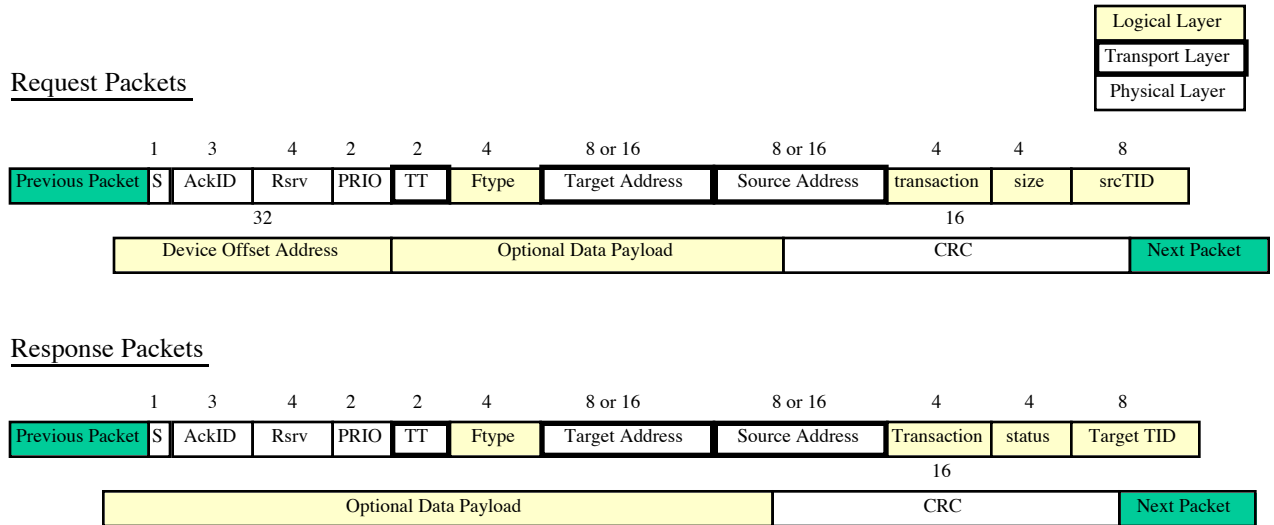 Logical Layer
Transport Layer
Physical Layer
Request Packets
1 3 4 2 2 4 8 or 16 8 or 16 4 4 8
Previous Packet S AckID Rsrv PRIO TT Ftype Target Address Source Address transaction size srcTID
32 16
Device Offset Address Optional Data Payload CRC Next Packet
Response Packets
1 3 4 2 2 4 8 or 16 8 or 16 4 4 8
Previous Packet S AckID Rsrv PRIO TT Ftype Target Address Source Address Transaction status Target TID
16
Optional Data Payload CRC Next Packet